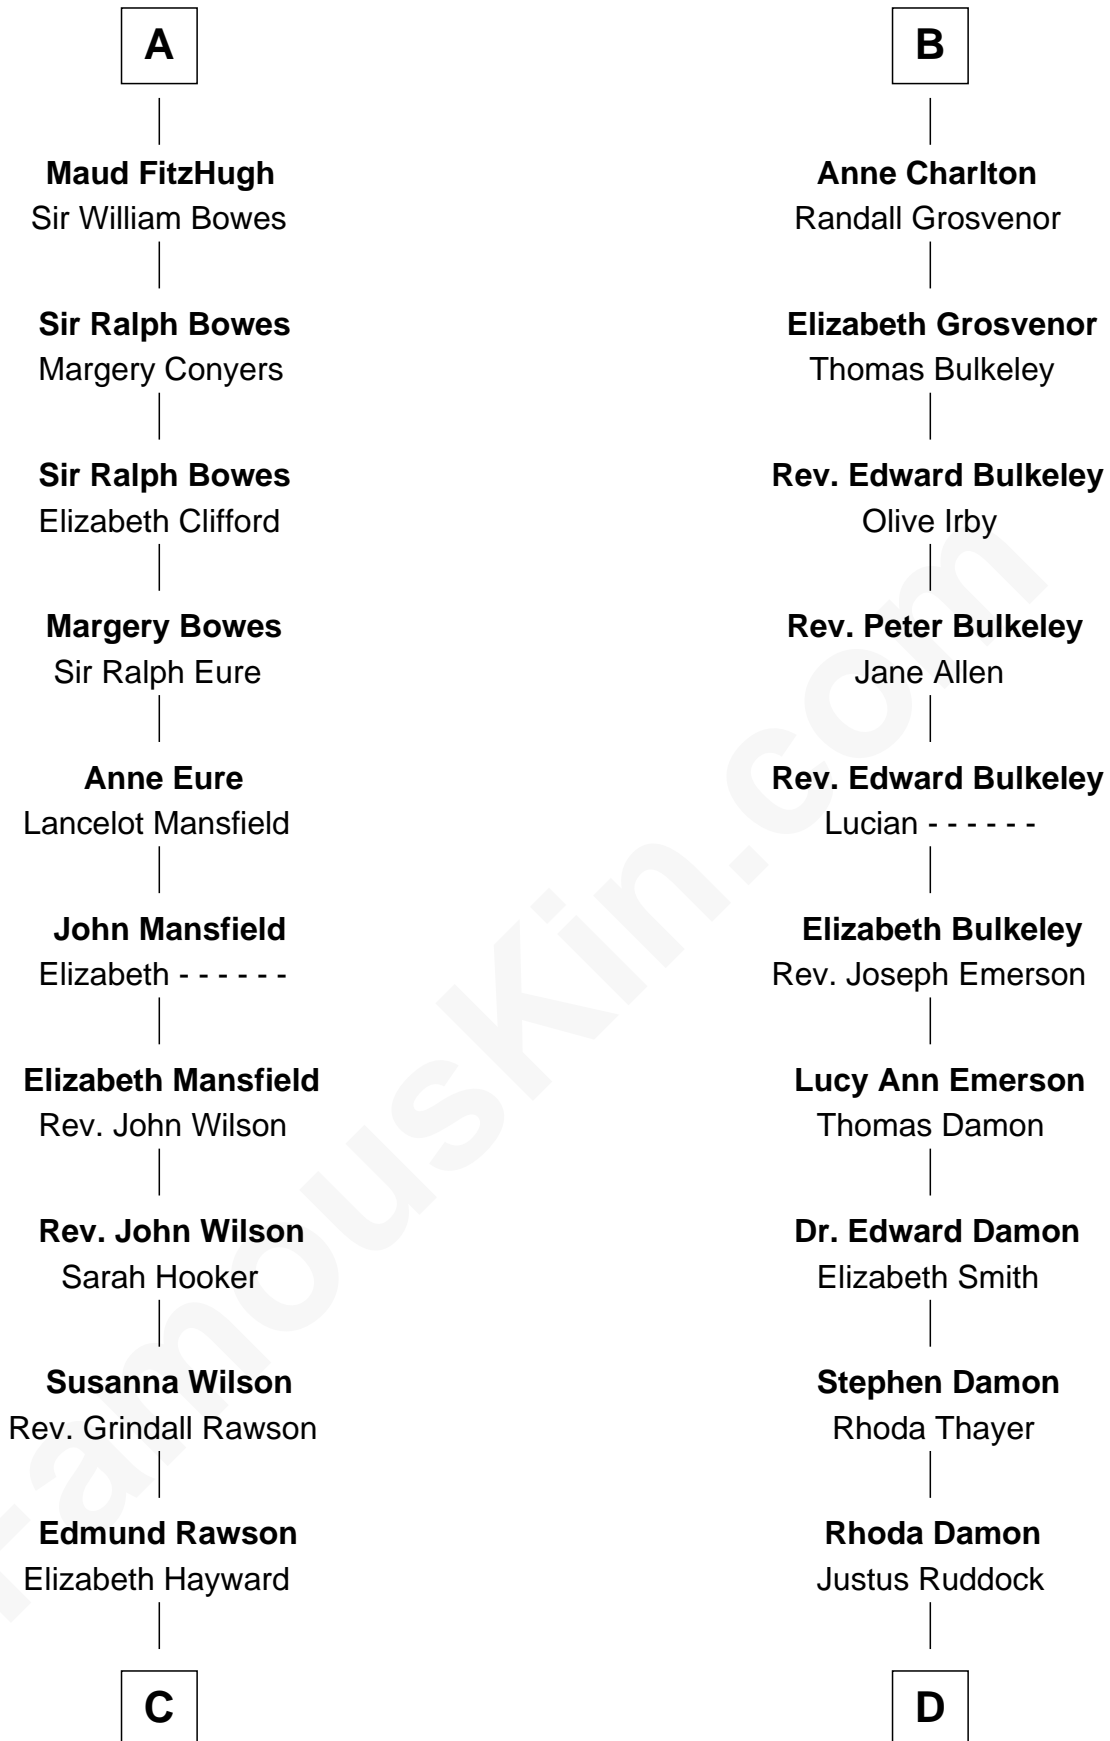 A
Maud FitzHugh
Sir William Bowes
Sir Ralph Bowes
Margery Conyers
Sir Ralph Bowes
Elizabeth Clifford
Margery Bowes
Sir Ralph Eure
Anne Eure
Lancelot Mansfield
John Mansfield
Elizabeth - - - - - -
Elizabeth Mansfield
Rev. John Wilson
Rev. John Wilson
Sarah Hooker
Susanna Wilson
Rev. Grindall Rawson
Edmund Rawson
Elizabeth Hayward
C
B
Anne Charlton
Randall Grosvenor
Elizabeth Grosvenor
Thomas Bulkeley
Rev. Edward Bulkeley
Olive Irby
Rev. Peter Bulkeley
Jane Allen
Rev. Edward Bulkeley
Lucian - - - - - -
Elizabeth Bulkeley
Rev. Joseph Emerson
Lucy Ann Emerson
Thomas Damon
Dr. Edward Damon
Elizabeth Smith
Stephen Damon
Rhoda Thayer
Rhoda Damon
Justus Ruddock
D
FamousKin.com